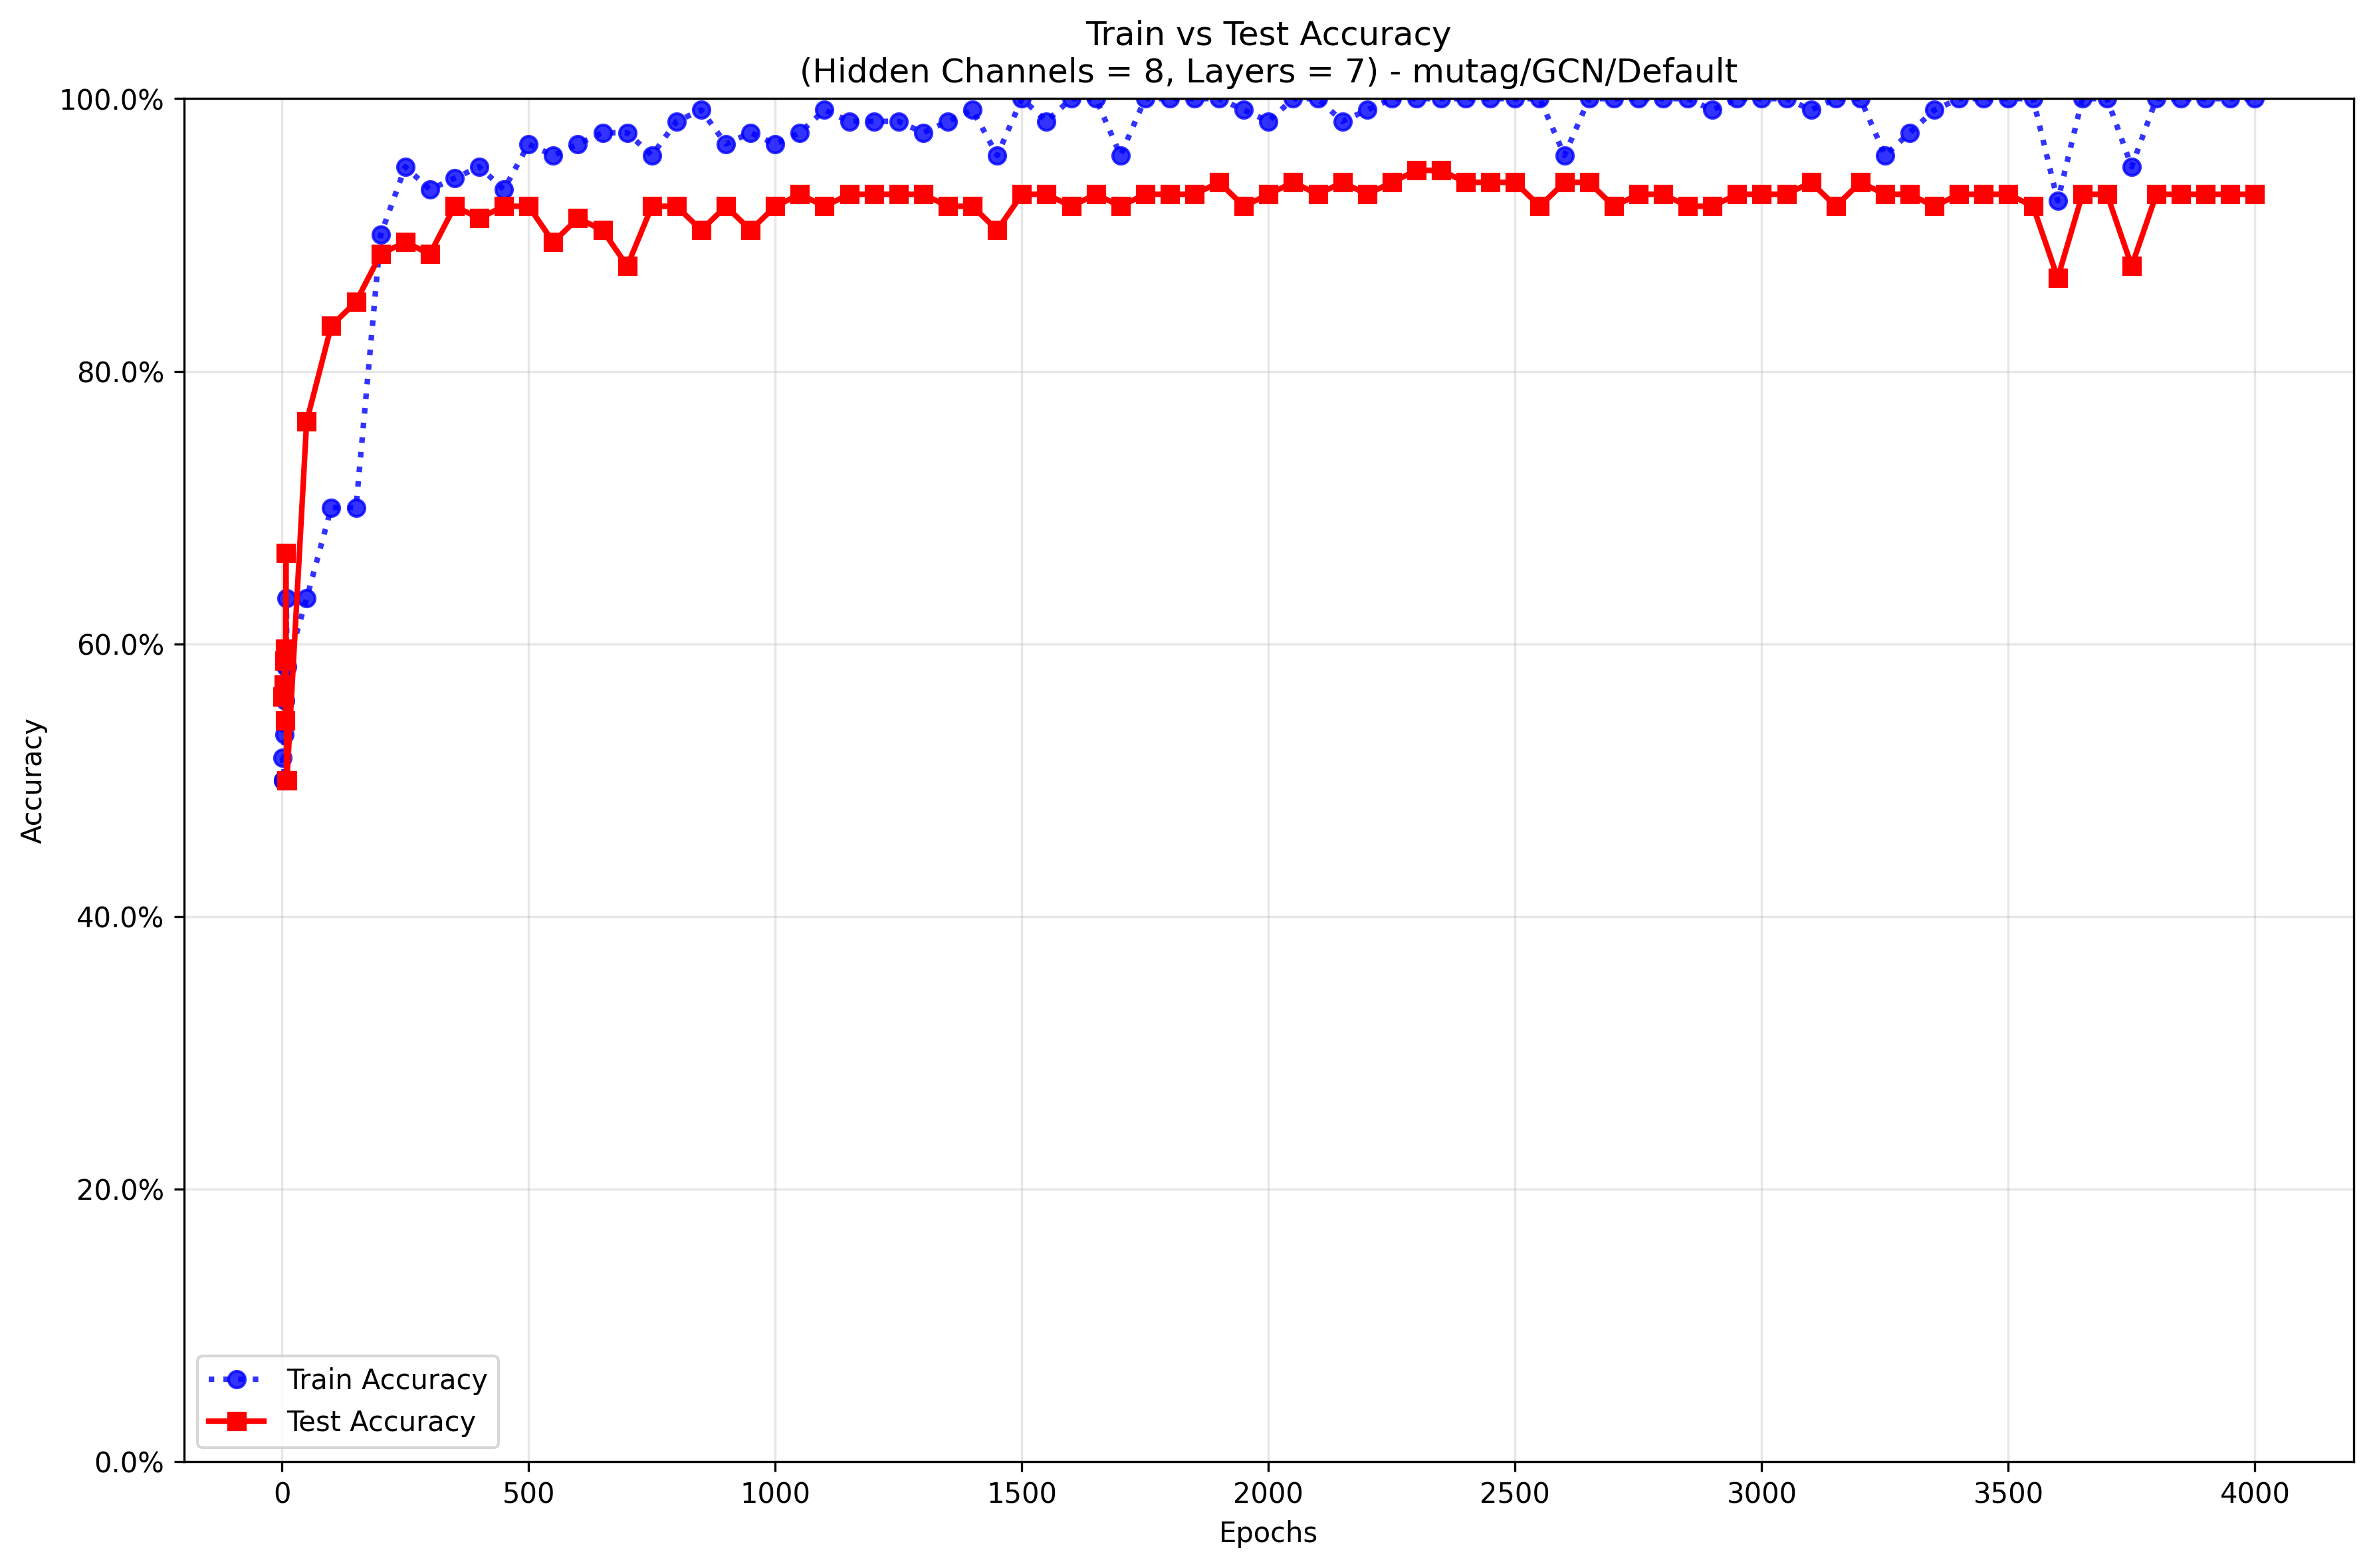 Train vs Test Accuracy
(Hidden Channels = 8, Layers = 7) - mutag/GCN/Default
100.0%
80.0%
60.0%
40.0%
20.0%
0.0%
Accuracy
Train Accuracy
Test Accuracy
0 500 1000 1500 2000 2500 3000 3500 4000
Epochs